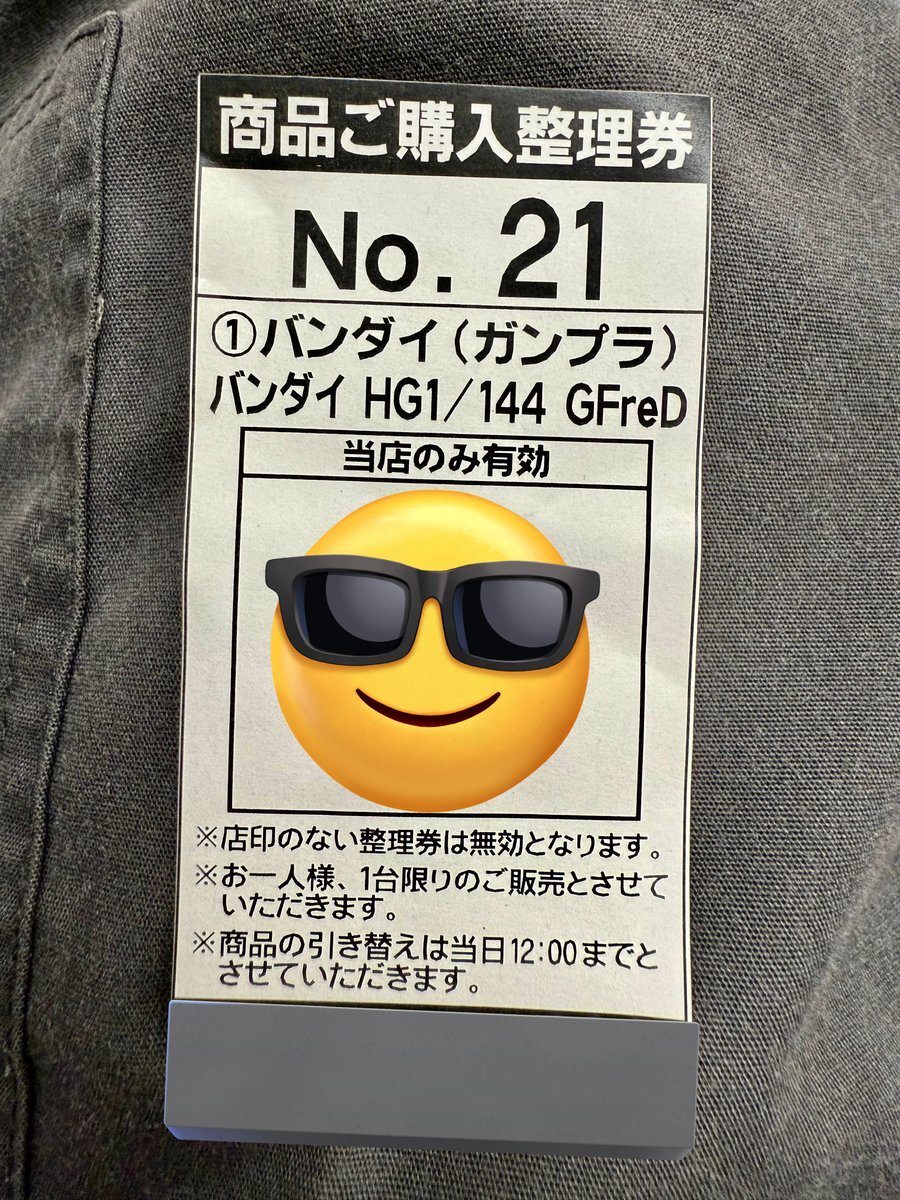 商品ご購入整理券
No. 21
①バンダイ(ガンプラ)
バンダイ HG1/144 GFreD
当店のみ有効
※店印のない整理券は無効となります。
※お一人様、1台限りのご販売とさせて
いただきます。
※商品の引き替えは当日12:00までと
させていただきます。